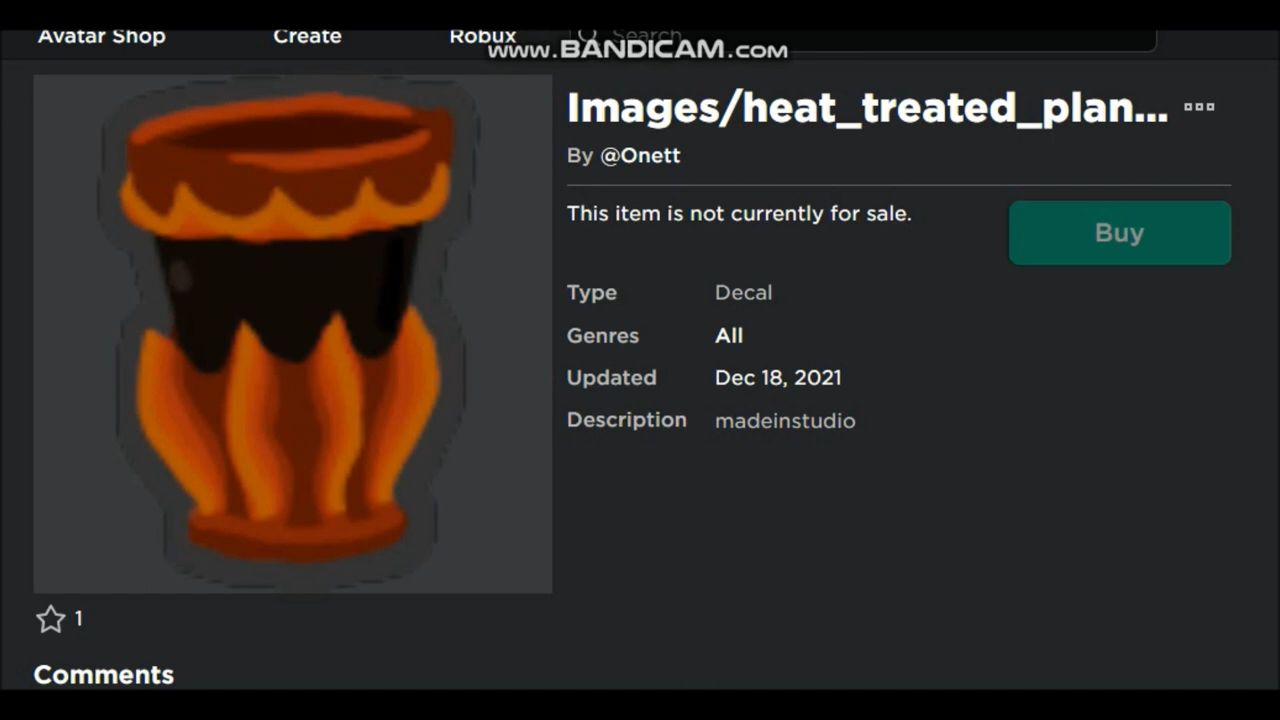 Avatar Shop Create Robux Search
www.BANDICAM.com
Images/heat_treated_plan...
By @Onett
This item is not currently for sale.
Buy
Type Decal
Genres All
Updated Dec 18, 2021
Description madeinstudio
1
Comments